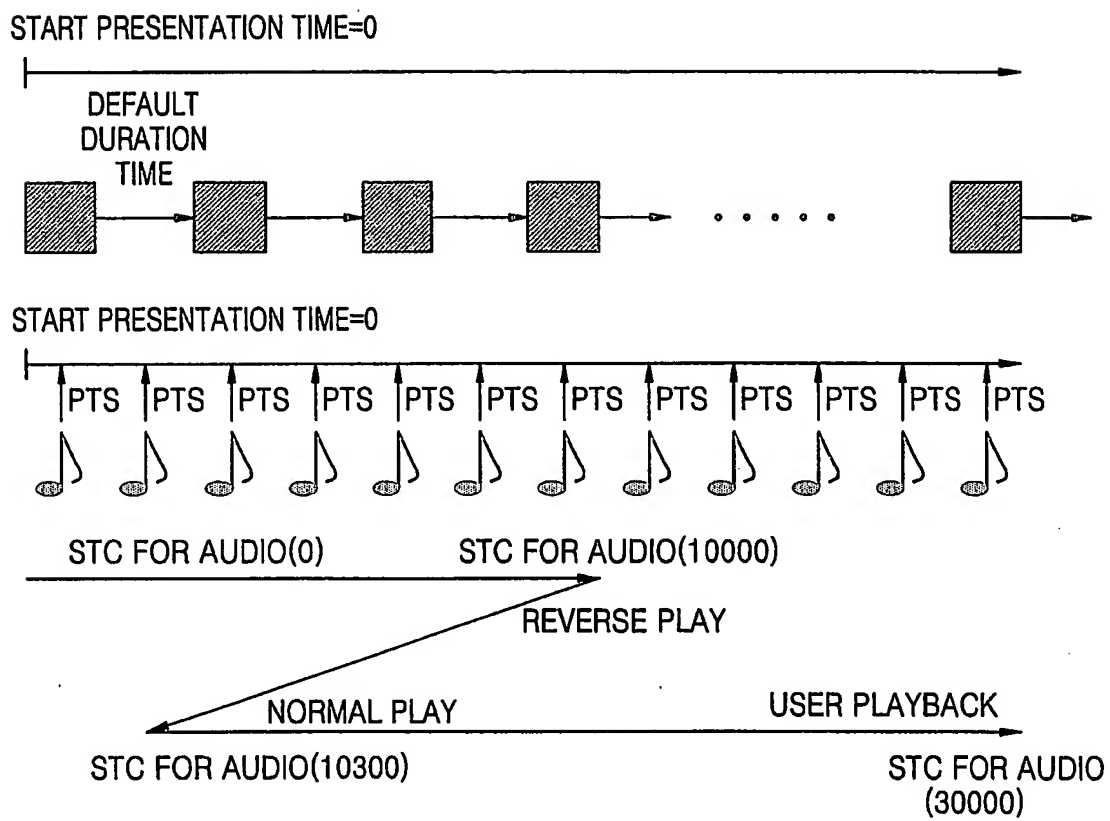 START PRESENTATION TIME=0
DEFAULT
DURATION
TIME
START PRESENTATION TIME=0
PTS PTS PTS PTS PTS PTS PTS PTS PTS PTS PTS PTS
STC FOR AUDIO(0) STC FOR AUDIO(10000)
REVERSE PLAY
NORMAL PLAY USER PLAYBACK
STC FOR AUDIO(10300) STC FOR AUDIO
(30000)